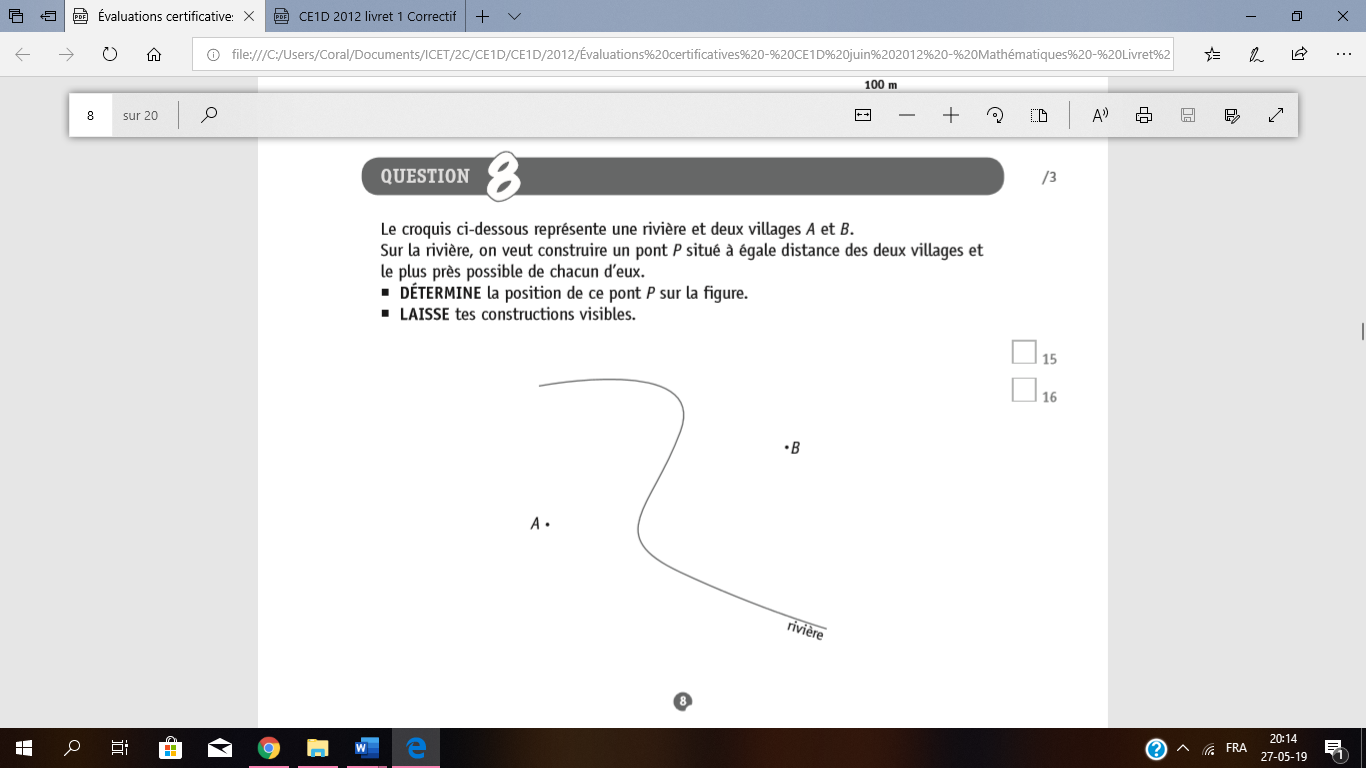 Évaluations certificatives
CE1D 2012 livret 1 Correctif
file:///C:/Users/Coral/Documents/ICET/2C/CE1D/CE1D/2012/Évaluations%20certificatives%20-%20CE1D%20juin%202012%20-%20Mathématiques%20-%20Livret%2
100 m
8 sur 20
QUESTION 8
/3
Le croquis ci-dessous représente une rivière et deux villages A et B.
Sur la rivière, on veut construire un pont P situé à égale distance des deux villages et
le plus près possible de chacun d'eux.
■ DÉTERMINE la position de ce pont P sur la figure.
■ LAISSE tes constructions visibles.
15
16
B
A
rivière
8
FRA
20:14
27-05-19
1